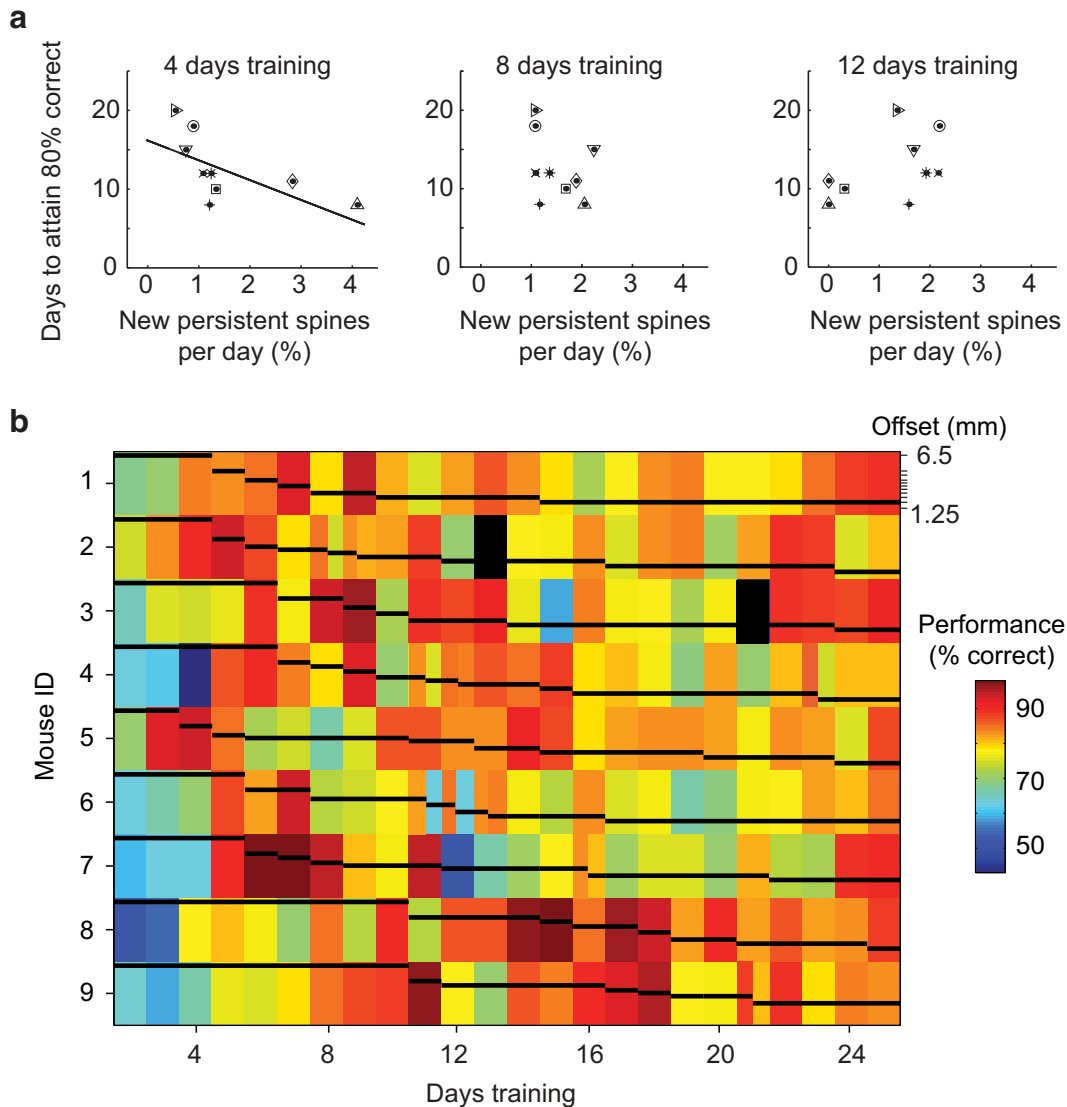 a
4 days training
8 days training
12 days training
Days to attain 80% correct
20
10
0
20
10
0
20
10
0
0 1 2 3 4
0 1 2 3 4
0 1 2 3 4
New persistent spines
per day (%)
New persistent spines
per day (%)
New persistent spines
per day (%)
b
Offset (mm)
6.5
1.25
Mouse ID
1
2
3
4
5
6
7
8
9
Performance
(% correct)
90
70
50
4 8 12 16 20 24
Days training